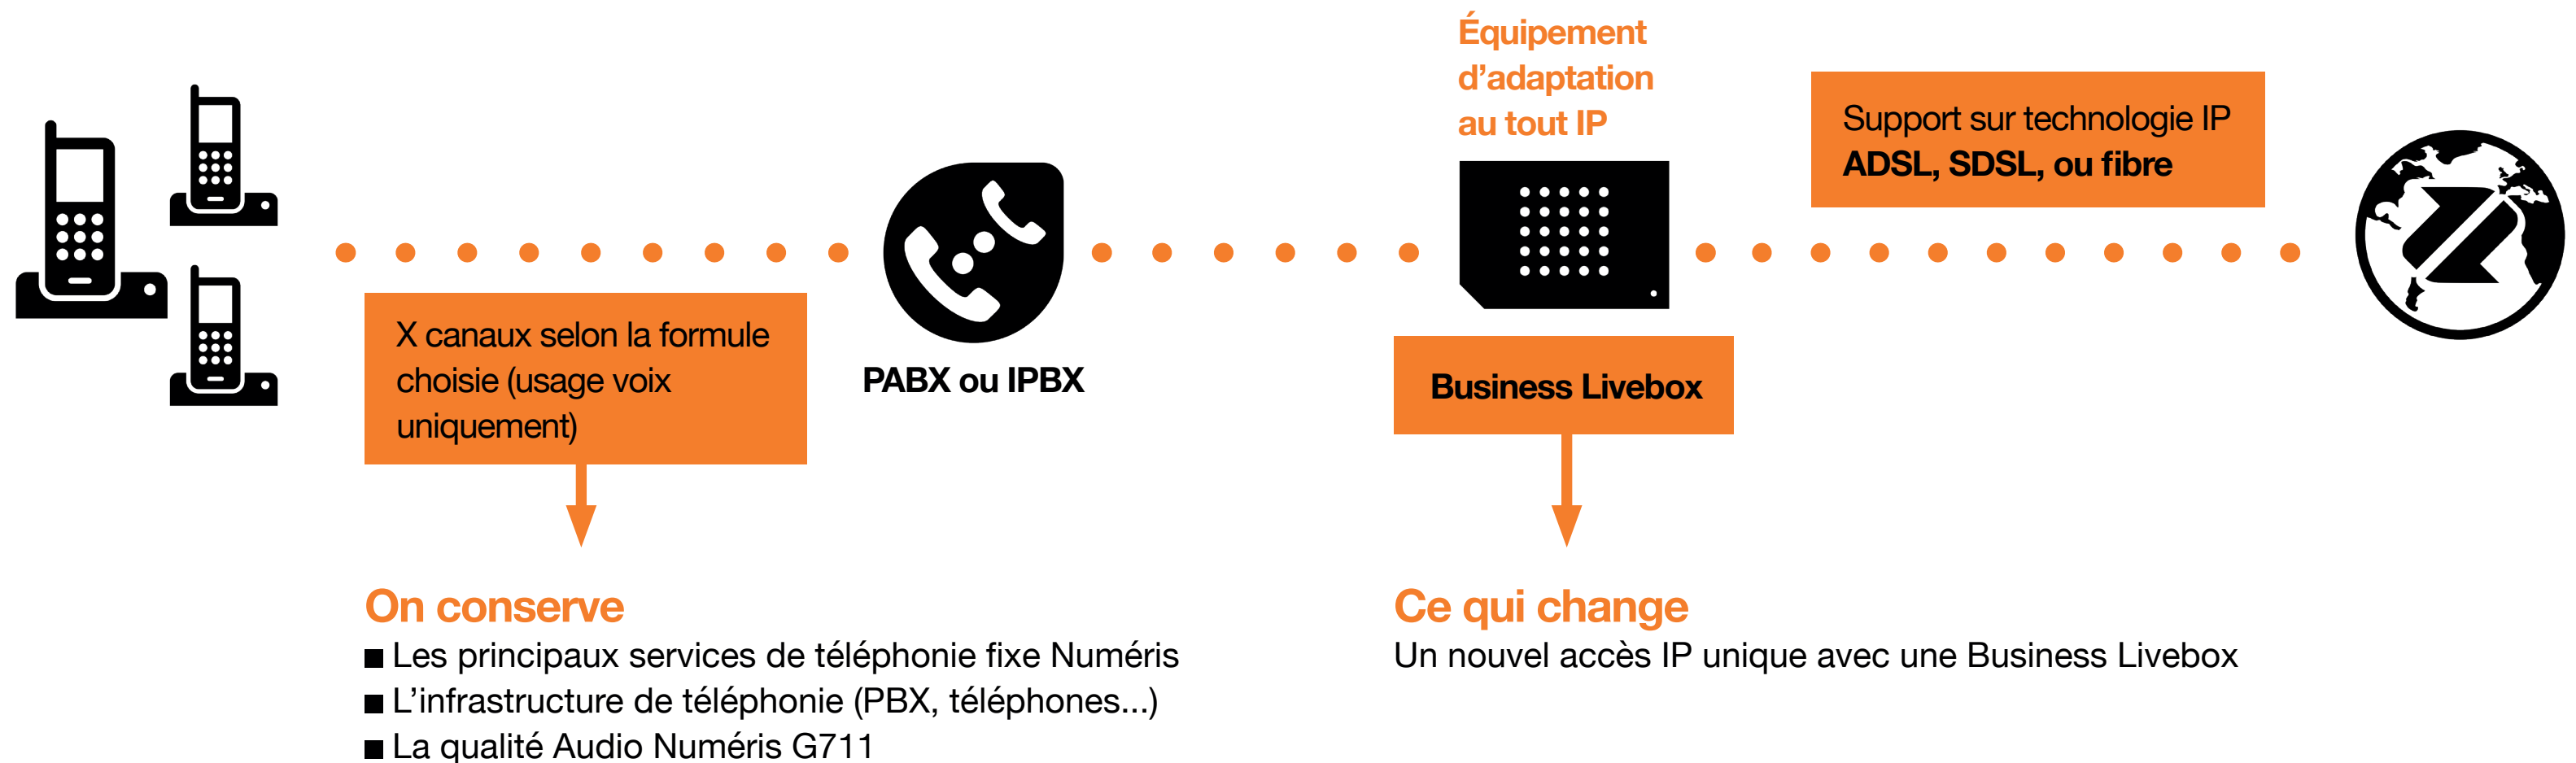 Équipement
d’adaptation
au tout IP
Support sur technologie IP
ADSL, SDSL, ou fibre
X canaux selon la formule
choisie (usage voix
uniquement)
PABX ou IPBX
Business Livebox
On conserve
■ Les principaux services de téléphonie fixe Numéris
■ L’infrastructure de téléphonie (PBX, téléphones...)
■ La qualité Audio Numéris G711
Ce qui change
Un nouvel accès IP unique avec une Business Livebox